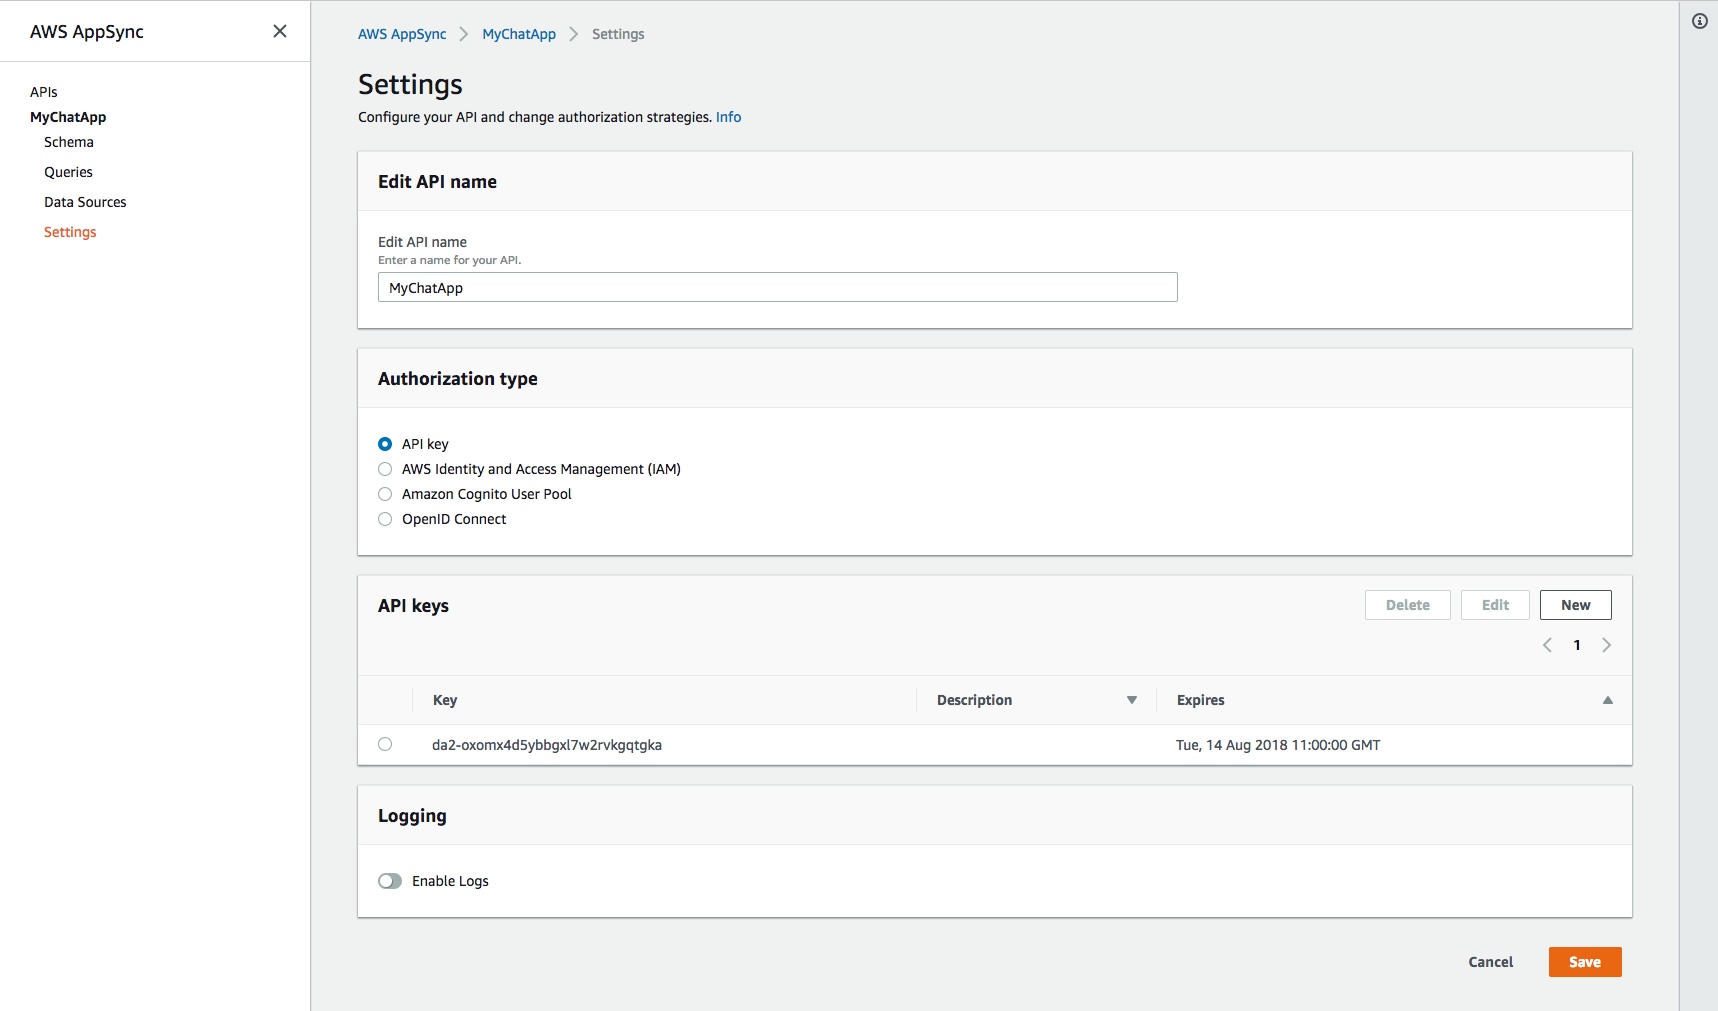 AWS AppSync
APIs
MyChatApp
Schema
Queries
Data Sources
Settings
AWS AppSync MyChatApp Settings
Settings
Configure your API and change authorization strategies. Info
Edit API name
Edit API name
Enter a name for your API.
MyChatApp
Authorization type
API key
AWS Identity and Access Management (IAM)
Amazon Cognito User Pool
OpenID Connect
API keys Delete Edit New
1
Key Description Expires
da2-oxomx4d5ybbgxl7w2rvkgqtgka Tue, 14 Aug 2018 11:00:00 GMT
Logging
Enable Logs
Cancel Save